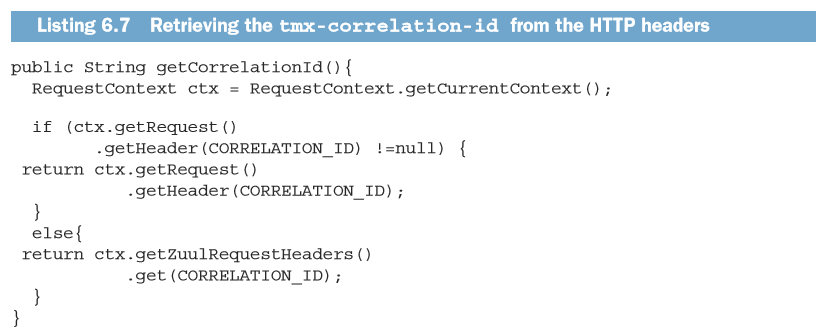 Listing 6.7 Retrieving the tmx-correlation-id from the HTTP headers
public String getCorrelationId(){
RequestContext ctx = RequestContext.getCurrentContext();
if (ctx.getRequest()
.getHeader(CORRELATION_ID) !=null) {
return ctx.getRequest()
.getHeader(CORRELATION_ID);
}
else{
return ctx.getZuulRequestHeaders()
.get(CORRELATION_ID);
}
}